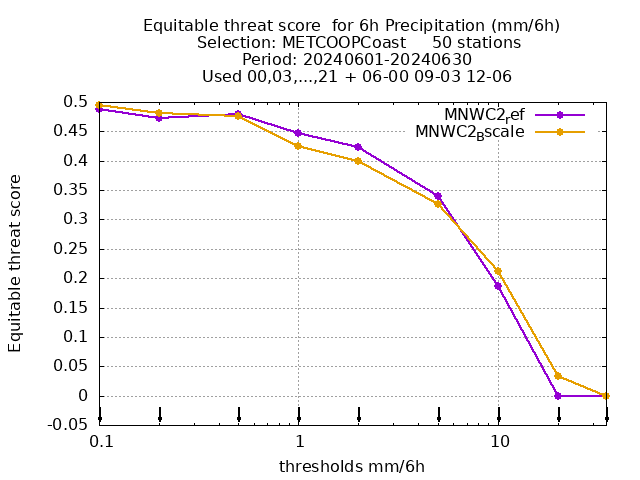 Equitable threat score  for 6h Precipitation (mm/6h)
Selection: METCOOPCoast     50 stations
Period: 20240601-20240630
Used 00,03,...,21 + 06-00 09-03 12-06
MNWC2ref
MNWC2Bscale
0.5
0.45
0.4
0.35
0.3
0.25
0.2
0.15
0.1
0.05
0
-0.05
Equitable threat score
0.1
1
10
thresholds mm/6h